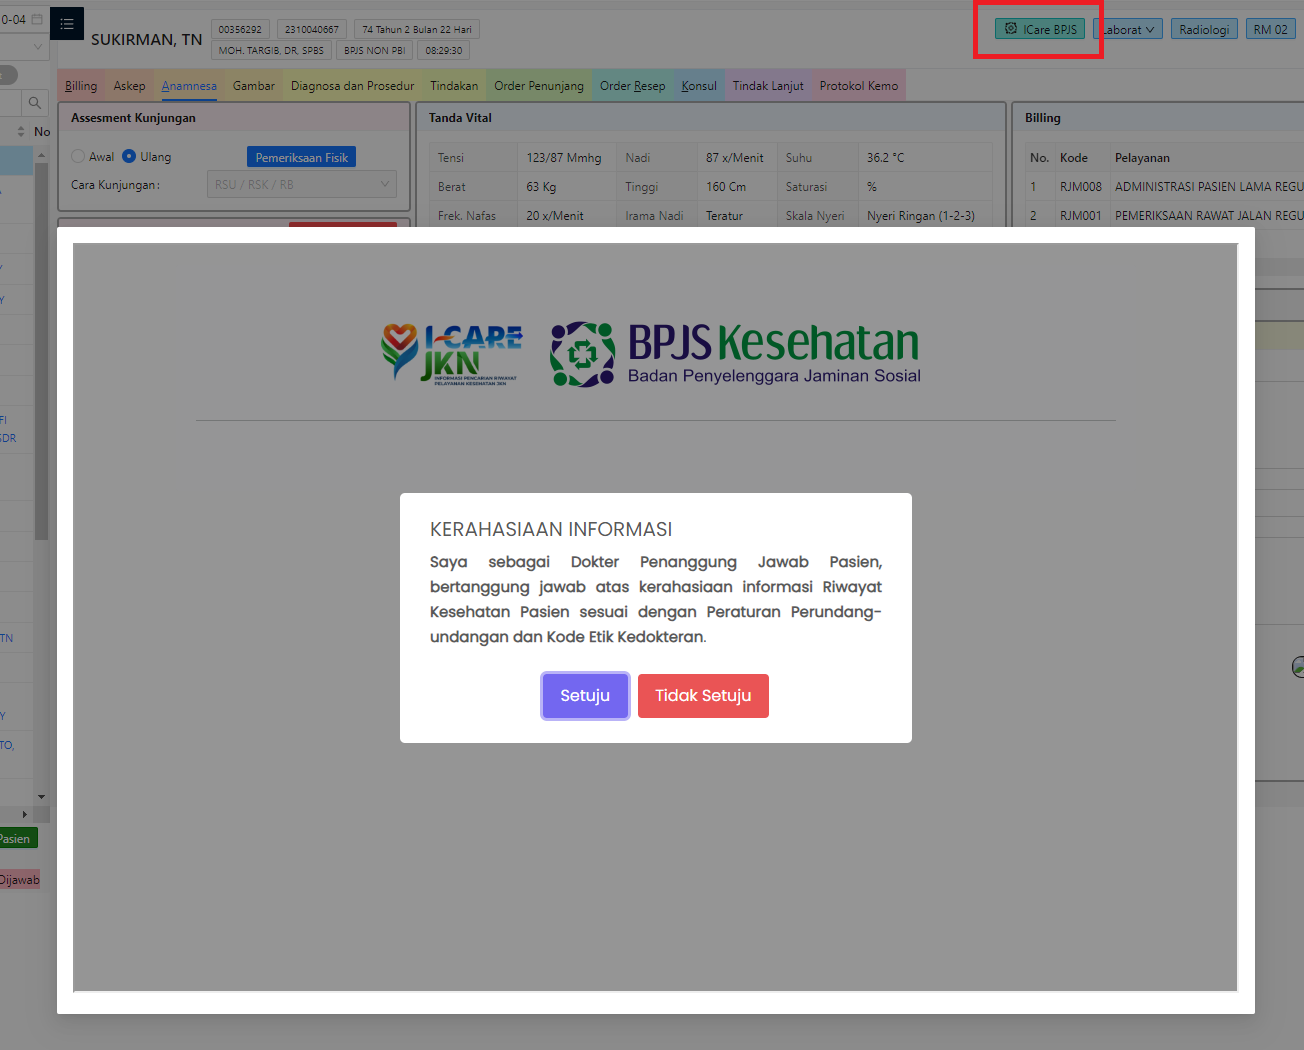 0-04
SUKIRMAN, TN
00356292
2310040667
74 Tahun 2 Bulan 22 Hari
MOH. TARGIB, DR, SPBS
BPJS NON PBI
08:29:30
ICare BPJS
Laborat
Radiologi
RM 02
Billing
Askep
Anamnesa
Gambar
Diagnosa dan Prosedur
Tindakan
Order Penunjang
Order Resep
Konsul
Tindak Lanjut
Protokol Kemo
No
Assesment Kunjungan
Awal
Ulang
Pemeriksaan Fisik
Cara Kunjungan :
RSU / RSK / RB
Tanda Vital
Tensi 123/87 Mmhg Nadi 87 x/Menit Suhu 36.2 °C
Berat 63 Kg Tinggi 160 Cm Saturasi %
Frek. Nafas 20 x/Menit Irama Nadi Teratur Skala Nyeri Nyeri Ringan (1-2-3)
Billing
No. Kode Pelayanan
1 RJM008 ADMINISTRASI PASIEN LAMA REGU
2 RJM001 PEMERIKSAAN RAWAT JALAN REGU
Y
FI
SDR
TN
Y
TO,
Pasien
Dijawab
I-CARE
JKN
INFORMASI PENCARIAN RIWAYAT
PELAYANAN KESEHATAN JKN
BPJS Kesehatan
Badan Penyelenggara Jaminan Sosial
KERAHASIAAN INFORMASI
Saya sebagai Dokter Penanggung Jawab Pasien,
bertanggung jawab atas kerahasiaan informasi Riwayat
Kesehatan Pasien sesuai dengan Peraturan Perundang-
undangan dan Kode Etik Kedokteran.
Setuju
Tidak Setuju